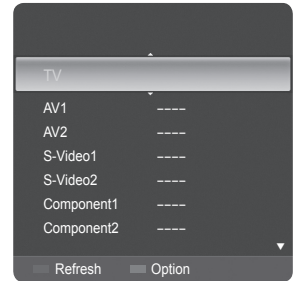 TV
AV1 ----
AV2 ----
S-Video1 ----
S-Video2 ----
Component1 ----
Component2 ----
Refresh Option